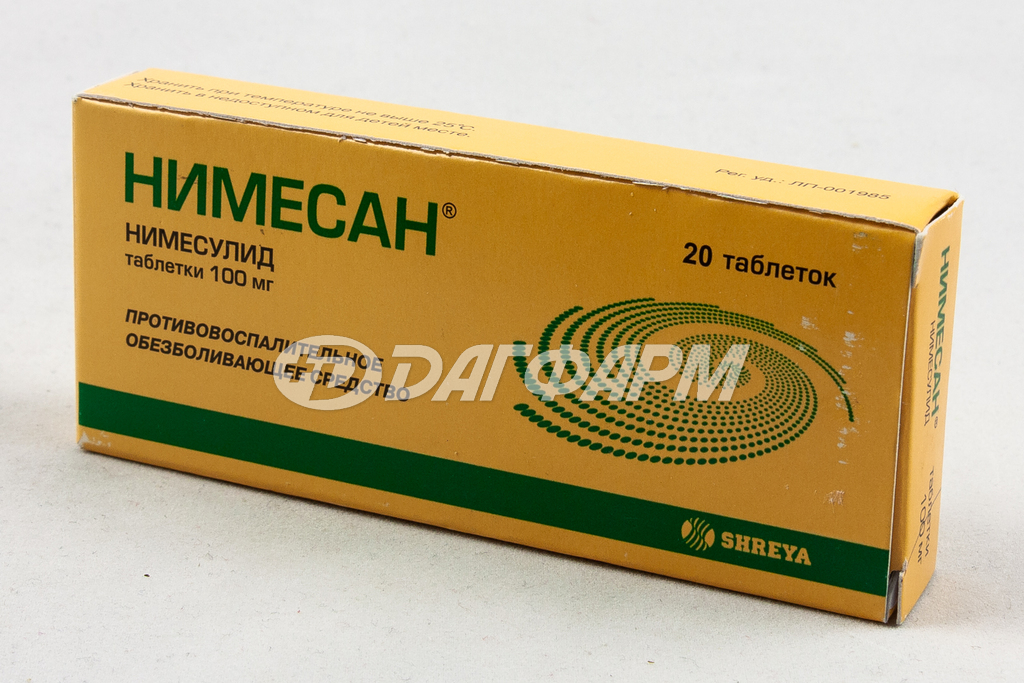 Хранить при температуре не выше 25°С.
Хранить в недоступном для детей месте.
Рег. уд.: ЛП-001985
НИМЕСАН®
НИМЕСУЛИД
таблетки 100 мг
20 таблеток
ПРОТИВОВОСПАЛИТЕЛЬНОЕ
ОБЕЗБОЛИВАЮЩЕЕ СРЕДСТВО
ДАГФАРМ
SHREYA
НИМЕСАН®
НИМЕСУЛИД
таблетки
100 мг